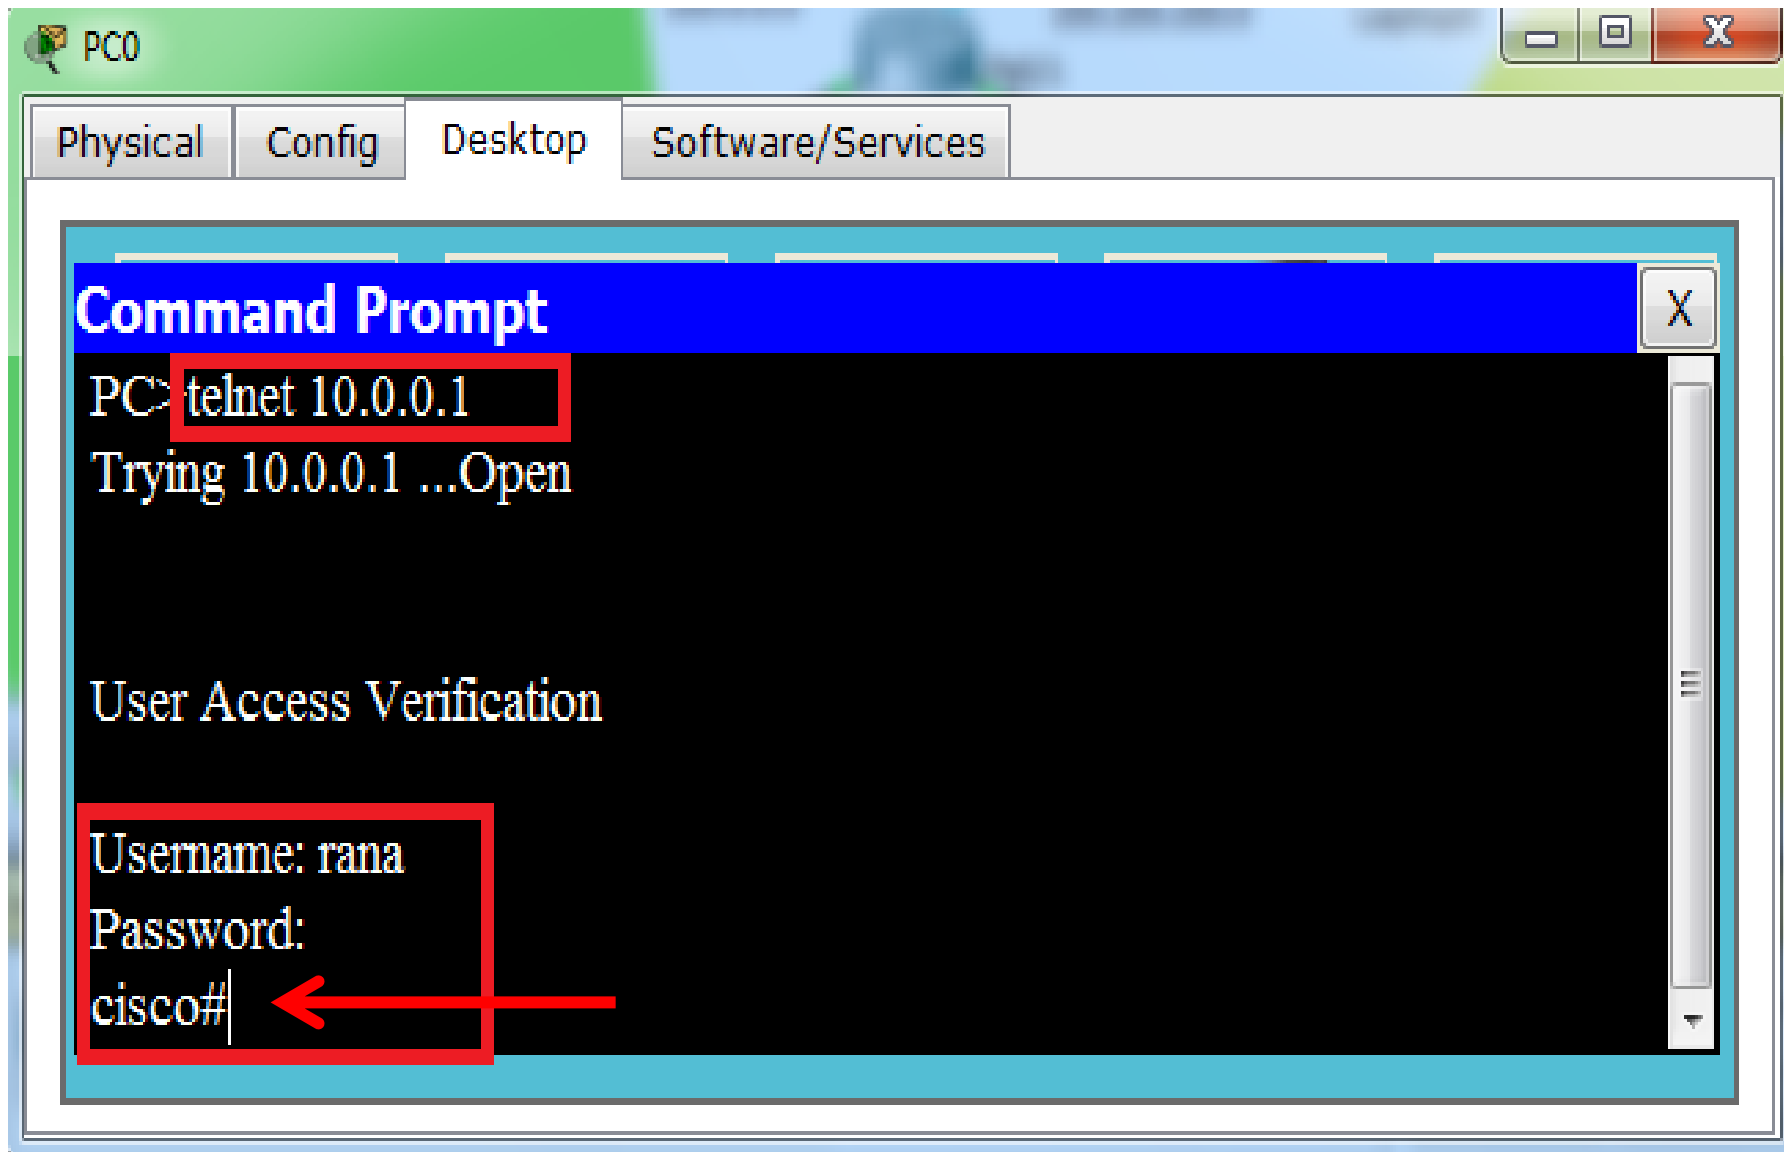 PC0
Physical Config Desktop Software/Services
Command Prompt X
PC>telnet 10.0.0.1
Trying 10.0.0.1 ...Open
User Access Verification
Username: rana
Password:
cisco#